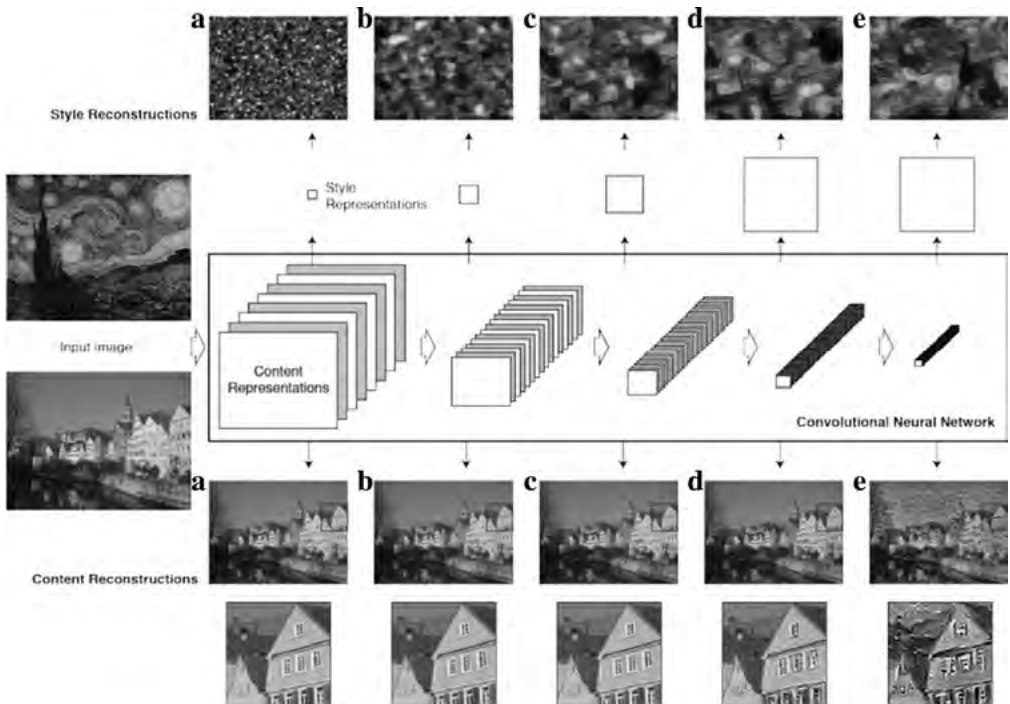 a b c d e
Style Reconstructions
Style
Representations
Input image
Content
Representations
Convolutional Neural Network
a b c d e
Content Reconstructions